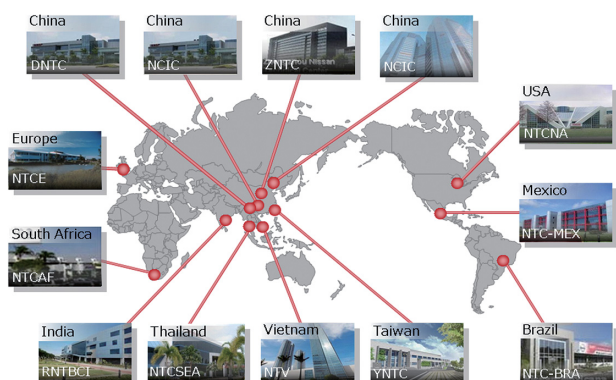 China
DNTC
China
NCIC
China
ZNTC
China
NCIC
USA
NTCNA
Europe
NTCE
Mexico
NTC-MEX
South Africa
NTCAF
India
RNTBCI
Thailand
NTCSEA
Vietnam
NTV
Taiwan
YNTC
Brazil
NTC-BRA